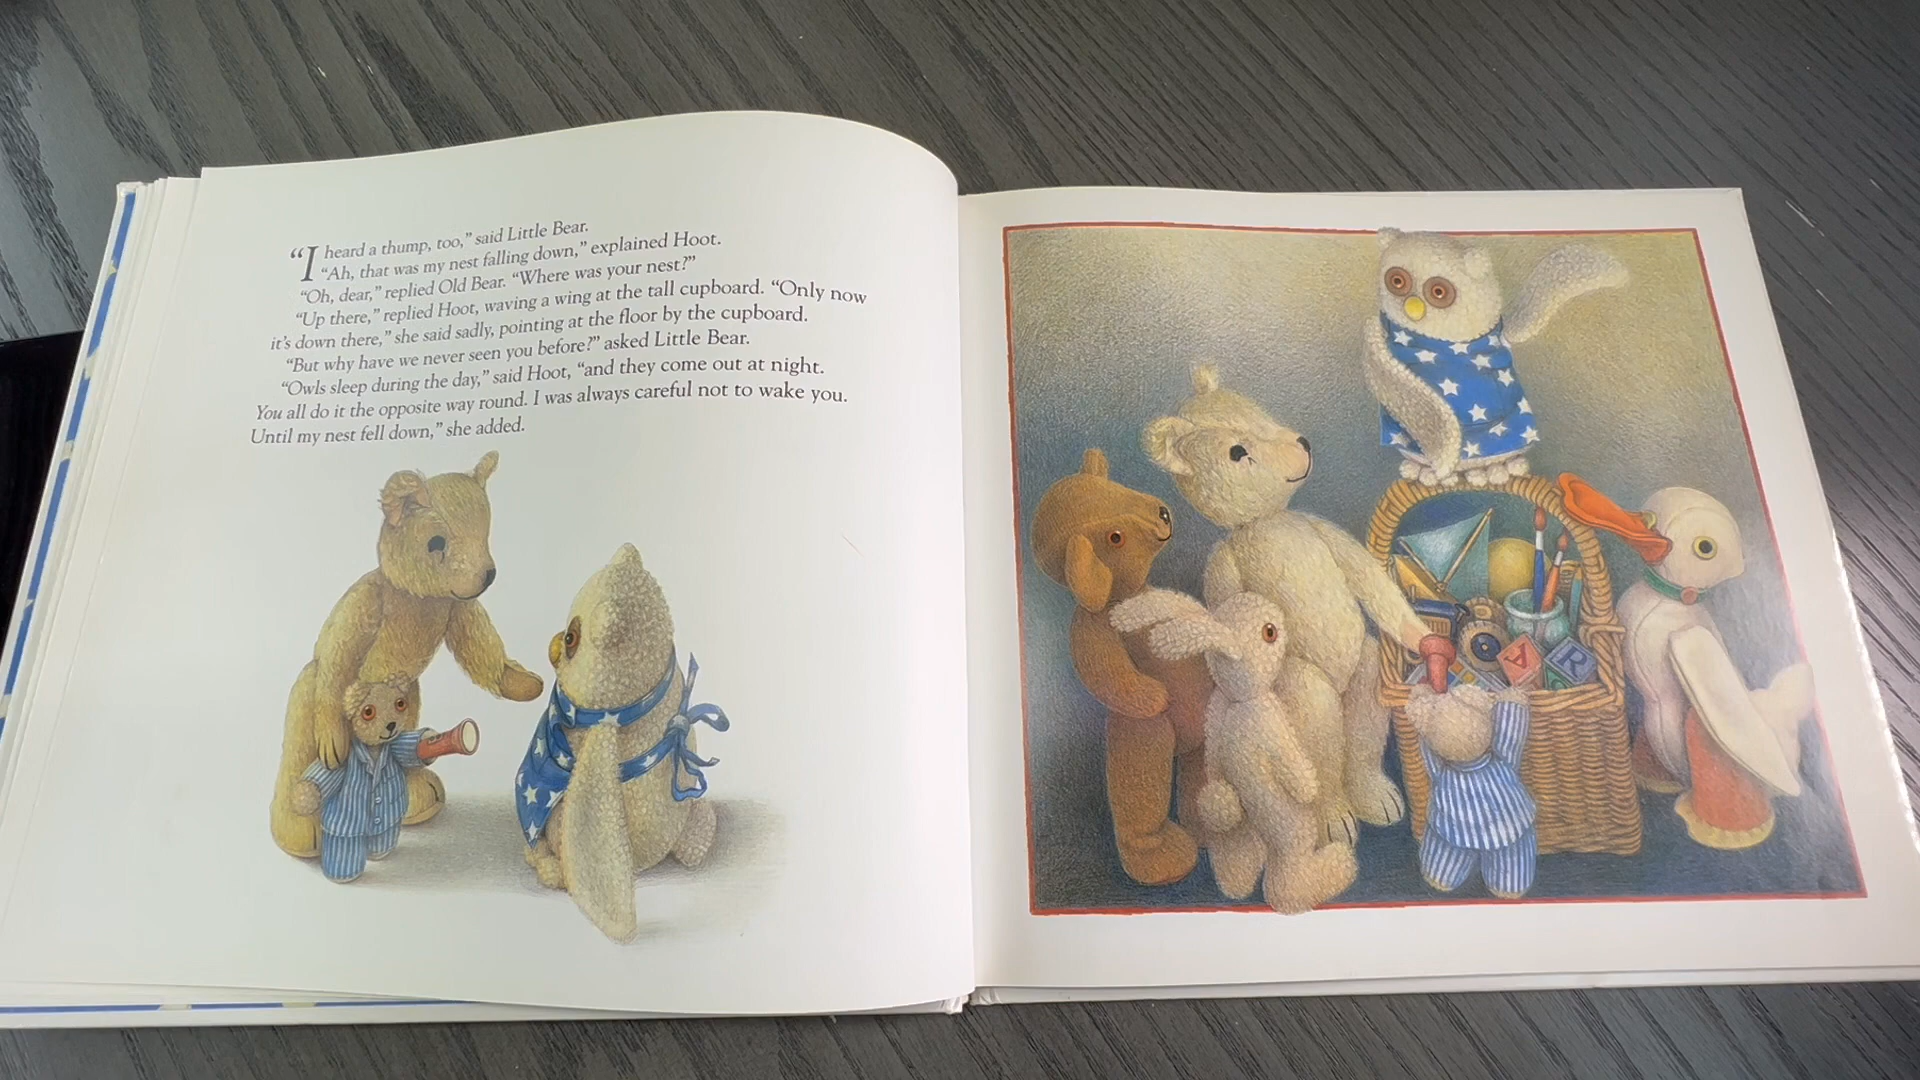 “I heard a thump, too,” said Little Bear.
“Ah, that was my nest falling down,” explained Hoot.
“Oh, dear,” replied Old Bear. “Where was your nest?”
“Up there,” replied Hoot, waving a wing at the tall cupboard. “Only now
it’s down there,” she said sadly, pointing at the floor by the cupboard.
“But why have we never seen you before?” asked Little Bear.
“Owls sleep during the day,” said Hoot, “and they come out at night.
You all do it the opposite way round. I was always careful not to wake you.
Until my nest fell down,” she added.
A
R